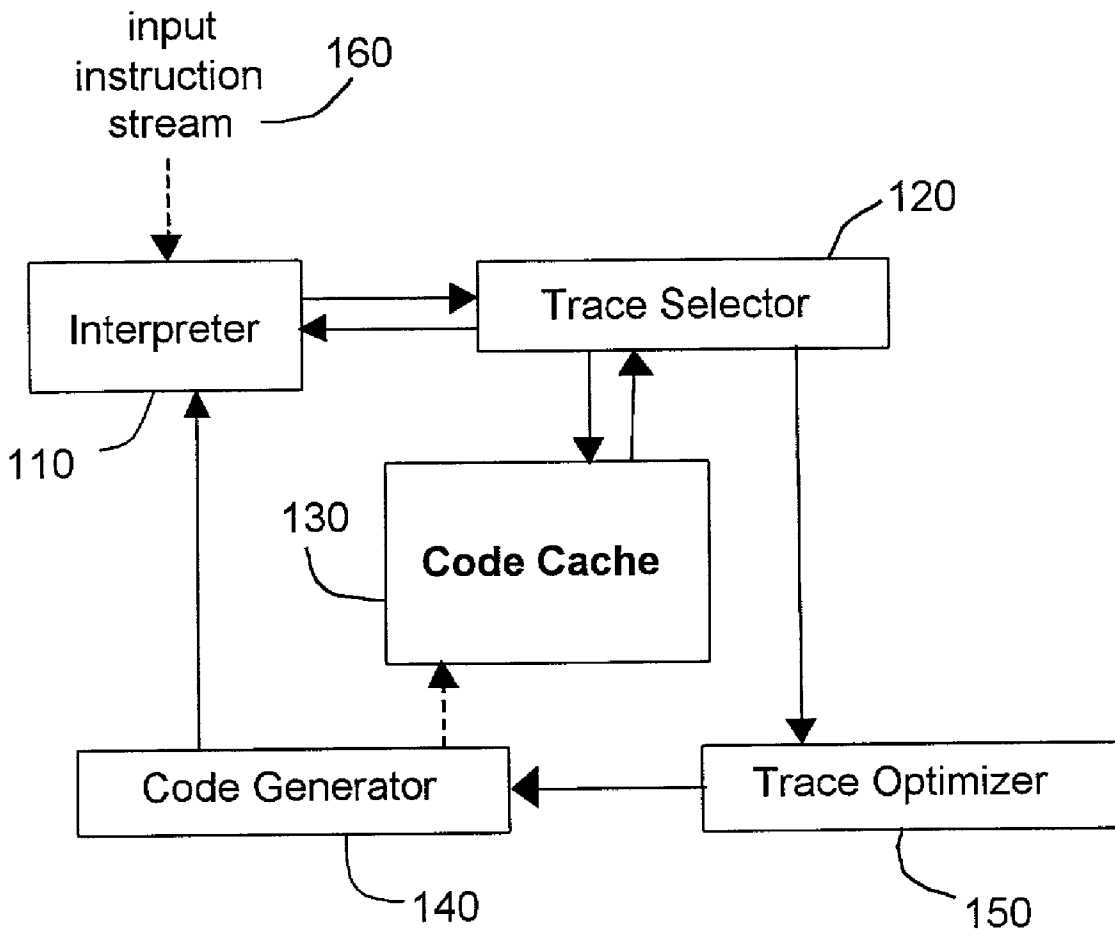 input
instruction
stream
160
120
Interpreter
Trace Selector
110
130
Code Cache
Code Generator
Trace Optimizer
140
150